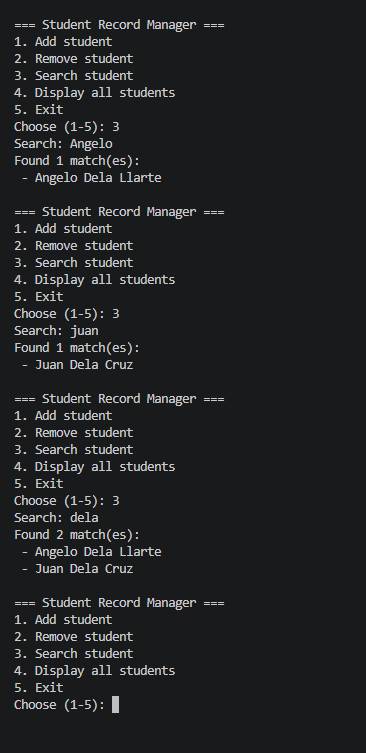 === Student Record Manager ===
1. Add student
2. Remove student
3. Search student
4. Display all students
5. Exit
Choose (1-5): 3
Search: Angelo
Found 1 match(es):
 - Angelo Dela Llarte

=== Student Record Manager ===
1. Add student
2. Remove student
3. Search student
4. Display all students
5. Exit
Choose (1-5): 3
Search: juan
Found 1 match(es):
 - Juan Dela Cruz

=== Student Record Manager ===
1. Add student
2. Remove student
3. Search student
4. Display all students
5. Exit
Choose (1-5): 3
Search: dela
Found 2 match(es):
 - Angelo Dela Llarte
 - Juan Dela Cruz

=== Student Record Manager ===
1. Add student
2. Remove student
3. Search student
4. Display all students
5. Exit
Choose (1-5):